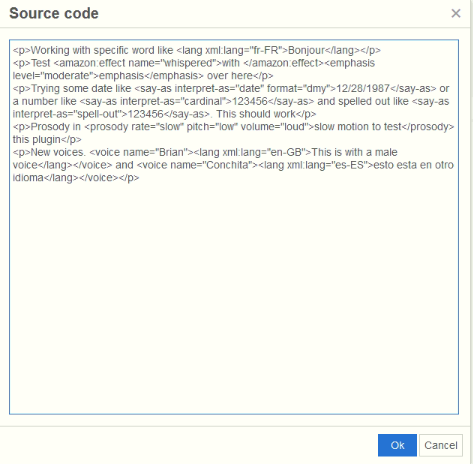 Source code
×
<p>Working with specific word like <lang xml:lang="fr-FR">Bonjour</lang></p>
<p>Test <amazon:effect name="whispered">with </amazon:effect><emphasis
level="moderate">emphasis</emphasis> over here</p>
<p>Trying some date like <say-as interpret-as="date" format="dmy">12/28/1987</say-as> or
a number like <say-as interpret-as="cardinal">123456</say-as> and spelled out like <say-as
interpret-as="spell-out">123456</say-as>. This should work</p>
<p>Prosody in <prosody rate="slow" pitch="low" volume="loud">slow motion to test</prosody>
this plugin</p>
<p>New voices. <voice name="Brian"><lang xml:lang="en-GB">This is with a male
voice</lang></voice> and <voice name="Conchita"><lang xml:lang="es-ES">esto esta en otro
idioma</lang></voice></p>
Ok Cancel